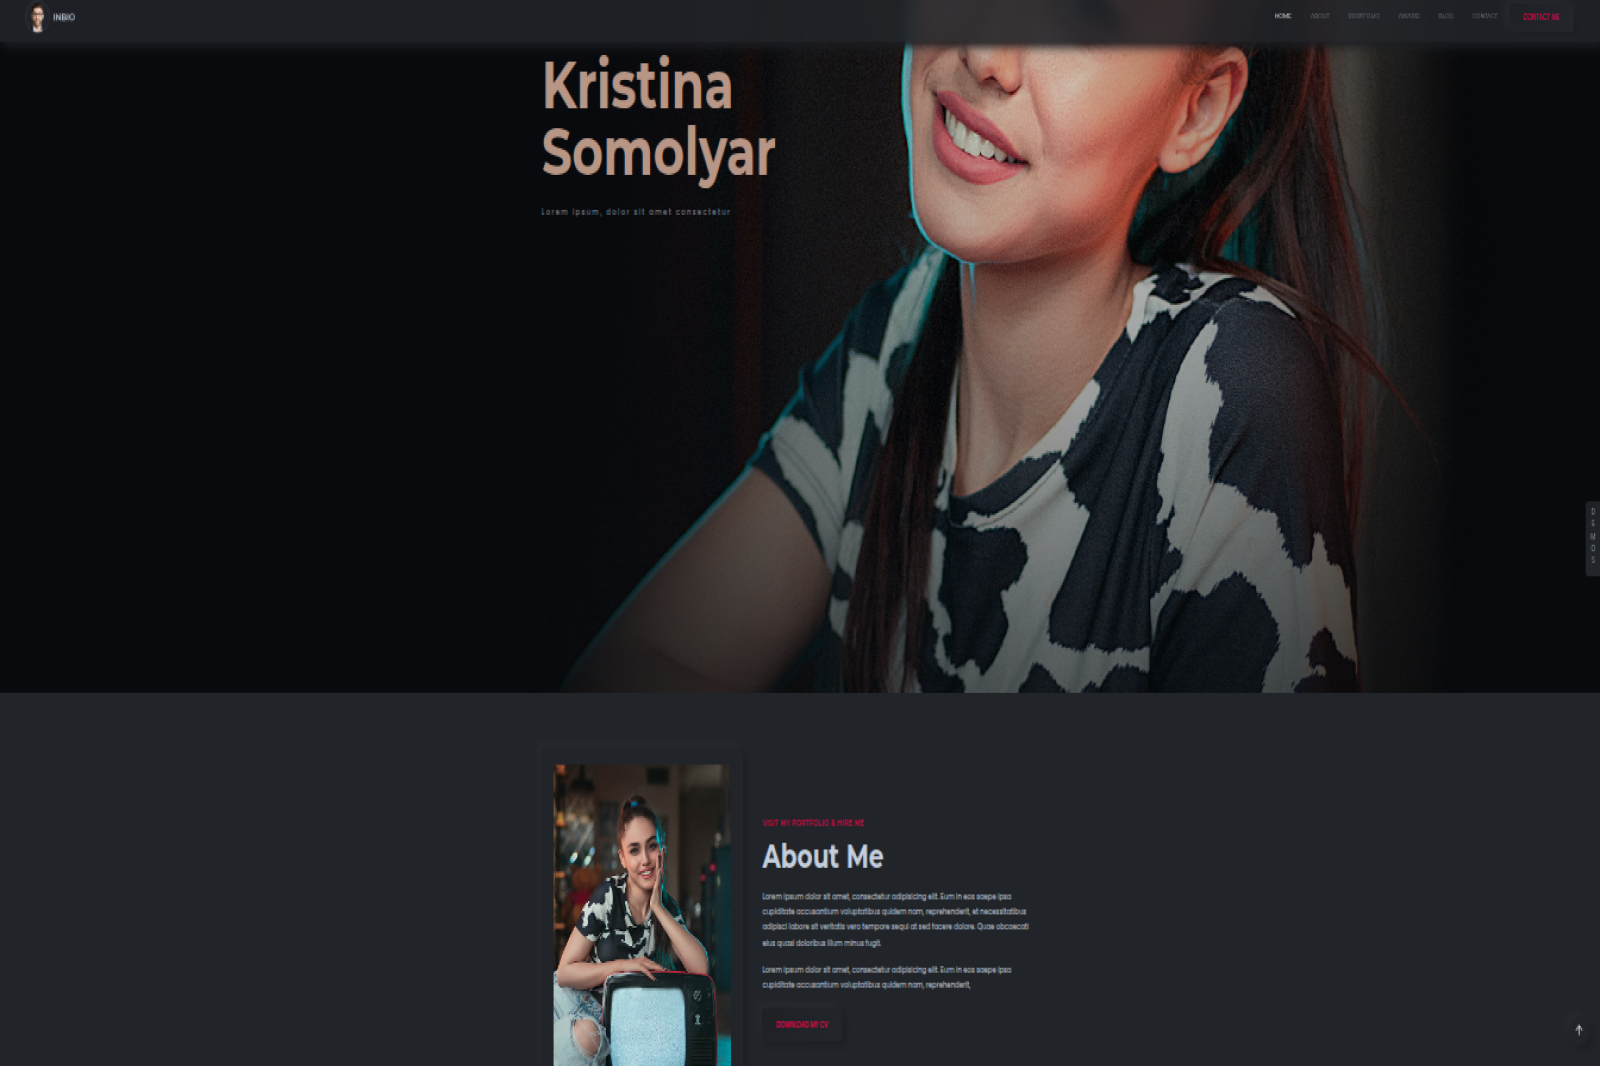 INBIO
HOME ABOUT PORTFOLIO AWARD BLOG CONTACT CONTACT ME
Kristina
Somolyar
Lorem ipsum, dolor sit amet consectetur
DEMOS
VISIT MY PORTFOLIO & HIRE ME
About Me
Lorem ipsum dolor sit amet, consectetur adipisicing elit. Eum in eos saepe ipsa
cupiditate accusantium voluptatibus quidem nam, reprehenderit, et necessitatibus
adipisci labore sit veritatis vero tempore sequi at sed facere dolore. Quae obcaecati
eius quasi doloribus illum minus fugit.
Lorem ipsum dolor sit amet, consectetur adipisicing elit. Eum in eos saepe ipsa
cupiditate accusantium voluptatibus quidem nam, reprehenderit,
DOWNLOAD MY CV